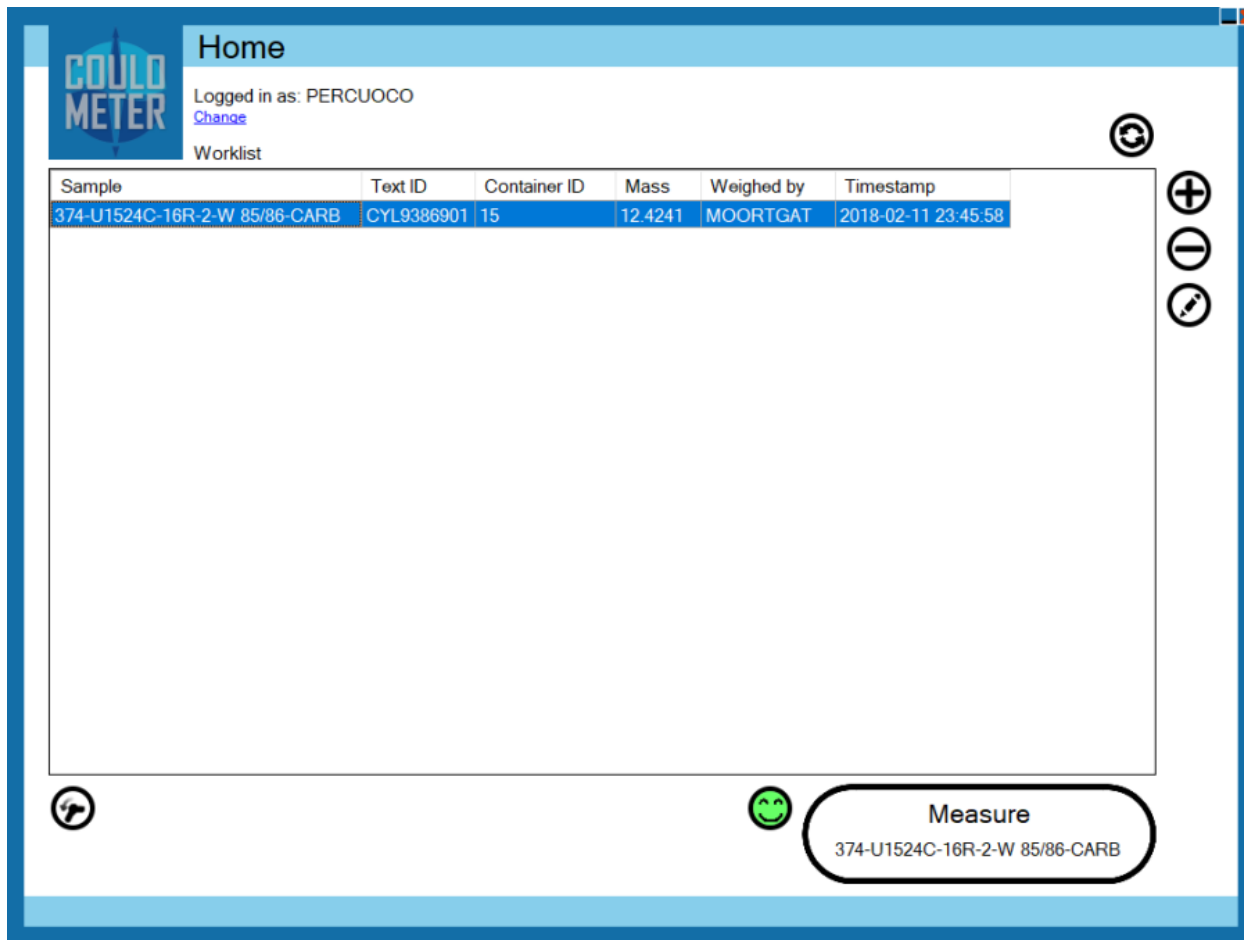 COULO
METER
Home
Logged in as: PERCUOCO
Change
Worklist
Sample Text ID Container ID Mass Weighed by Timestamp
374-U1524C-16R-2-W 85/86-CARB CYL9386901 15 12.4241 MOORTGAT 2018-02-11 23:45:58
Measure
374-U1524C-16R-2-W 85/86-CARB